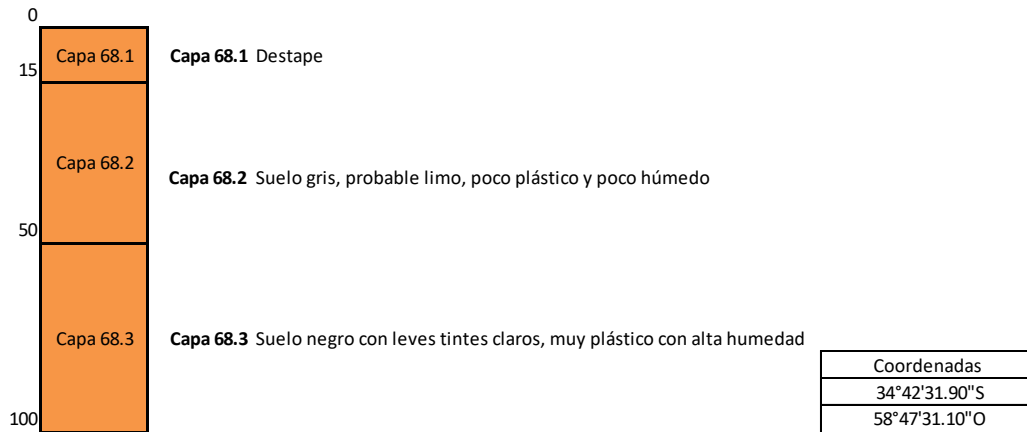 0
Capa 68.1
Capa 68.1 Destape
15
Capa 68.2
Capa 68.2 Suelo gris, probable limo, poco plástico y poco húmedo
50
Capa 68.3
Capa 68.3 Suelo negro con leves tintes claros, muy plástico con alta humedad
100
Coordenadas
34°42'31.90"S
58°47'31.10"O